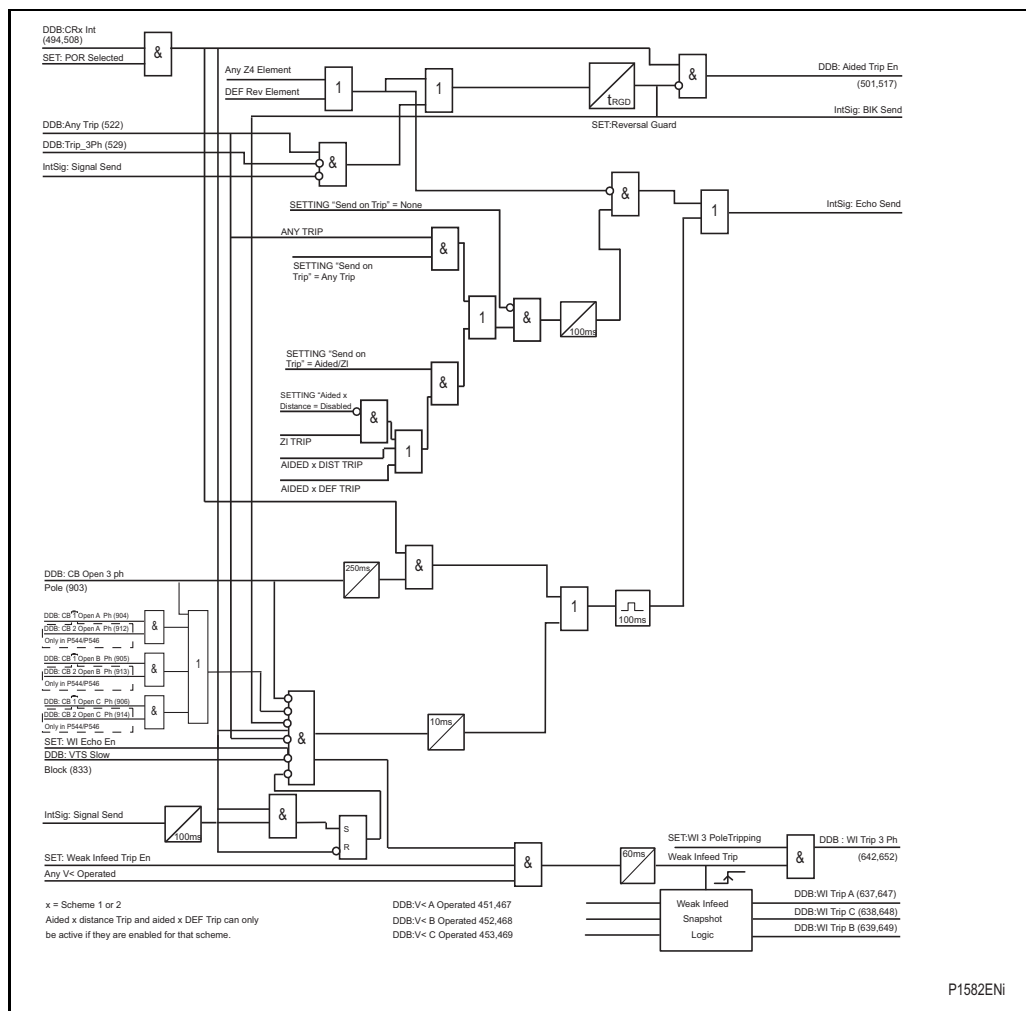 DDB:CRx Int
(494,508)
SET: POR Selected
&
Any Z4 Element
DEF Rev Element
1
1
tRGD
SET:Reversal Guard
&
DDB: Aided Trip En
(501,517)
IntSig: BIK Send
DDB:Any Trip (522)
DDB:Trip_3Ph (529)
IntSig: Signal Send
&
SETTING “Send on Trip” = None
&
1
IntSig: Echo Send
ANY TRIP
&
SETTING “Send on
Trip” = Any Trip
1
&
100ms
SETTING “Send on
Trip” = Aided/ZI
&
SETTING “Aided x
Distance = Disabled
&
ZI TRIP
1
AIDED x DIST TRIP
AIDED x DEF TRIP
DDB: CB Open 3 ph
Pole (903)
250ms
&
1
100ms
DDB: CB 1 Open A Ph (904)
DDB: CB 2 Open A Ph (912)
Only in P544/P546
&
DDB: CB 1 Open B Ph (905)
DDB: CB 2 Open B Ph (913)
Only in P544/P546
&
1
DDB: CB 1 Open C Ph (906)
DDB: CB 2 Open C Ph (914)
Only in P544/P546
&
SET: WI Echo En
DDB: VTS Slow
Block (833)
&
10ms
IntSig: Signal Send
100ms
&
S
R
SET: Weak Infeed Trip En
Any V< Operated
&
60ms
SET:WI 3 PoleTripping
Weak Infeed Trip
&
DDB : WI Trip 3 Ph
(642,652)
x = Scheme 1 or 2
Aided x distance Trip and aided x DEF Trip can only
be active if they are enabled for that scheme.
DDB:V< A Operated 451,467
DDB:V< B Operated 452,468
DDB:V< C Operated 453,469
Weak Infeed
Snapshot
Logic
DDB:WI Trip A (637,647)
DDB:WI Trip C (638,648)
DDB:WI Trip B (639,649)
P1582ENi